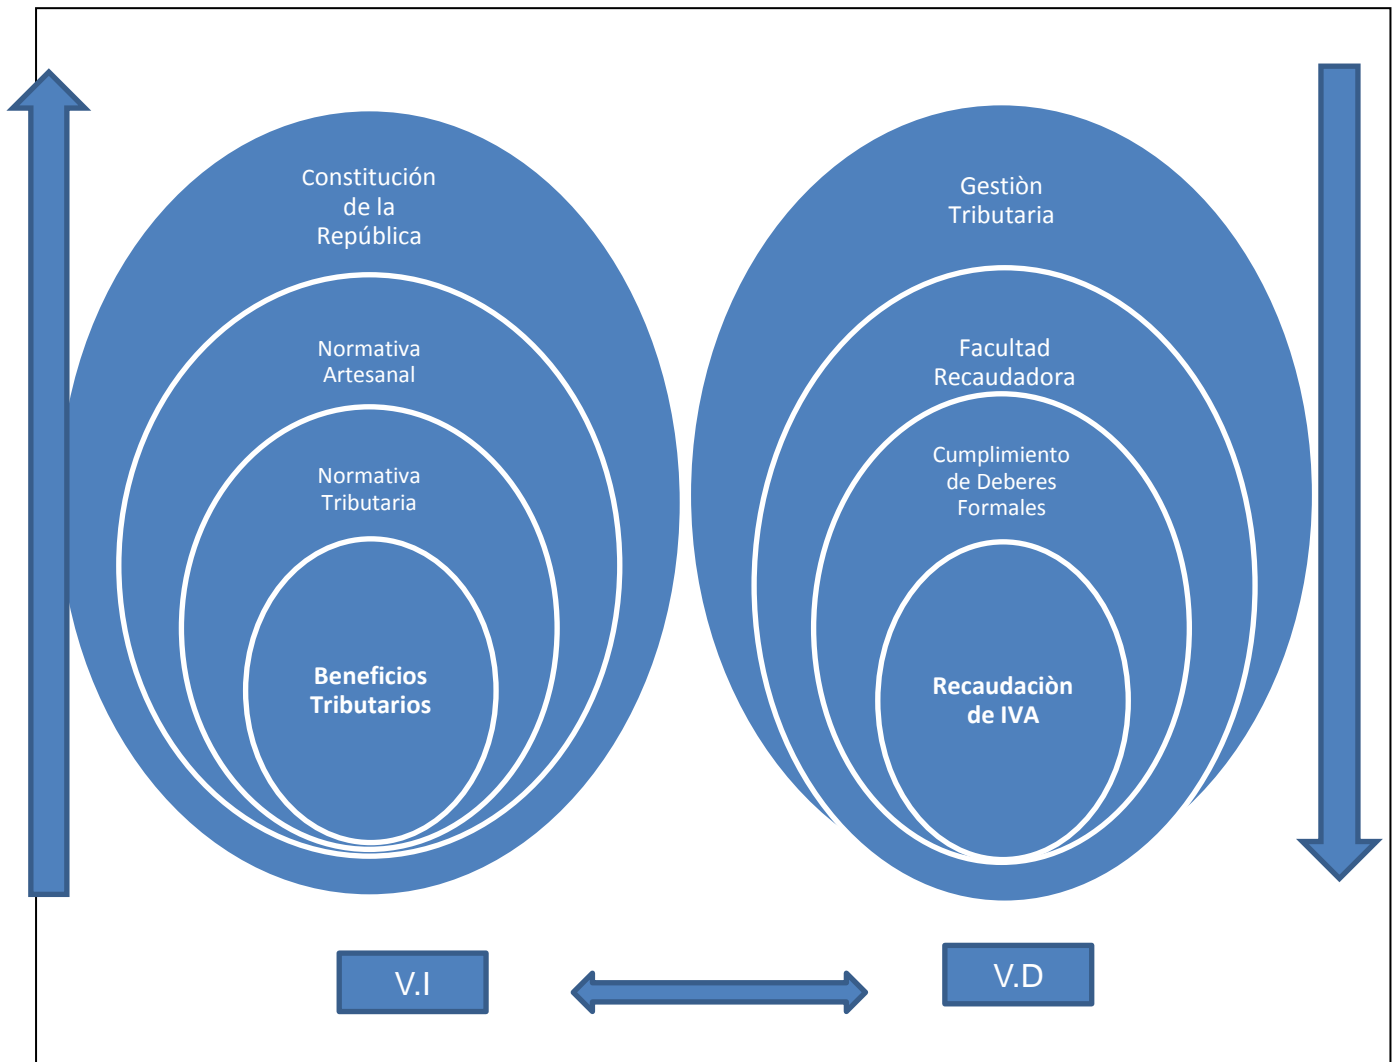 Constitución
de la
República
Normativa
Artesanal
Normativa
Tributaria
Beneficios
Tributarios
Gestiòn
Tributaria
Facultad
Recaudadora
Cumplimiento
de Deberes
Formales
Recaudaciòn
de IVA
V.I
V.D